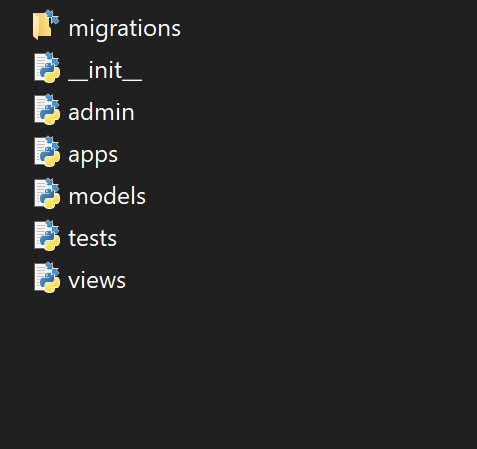 migrations
__init__
admin
apps
models
tests
views